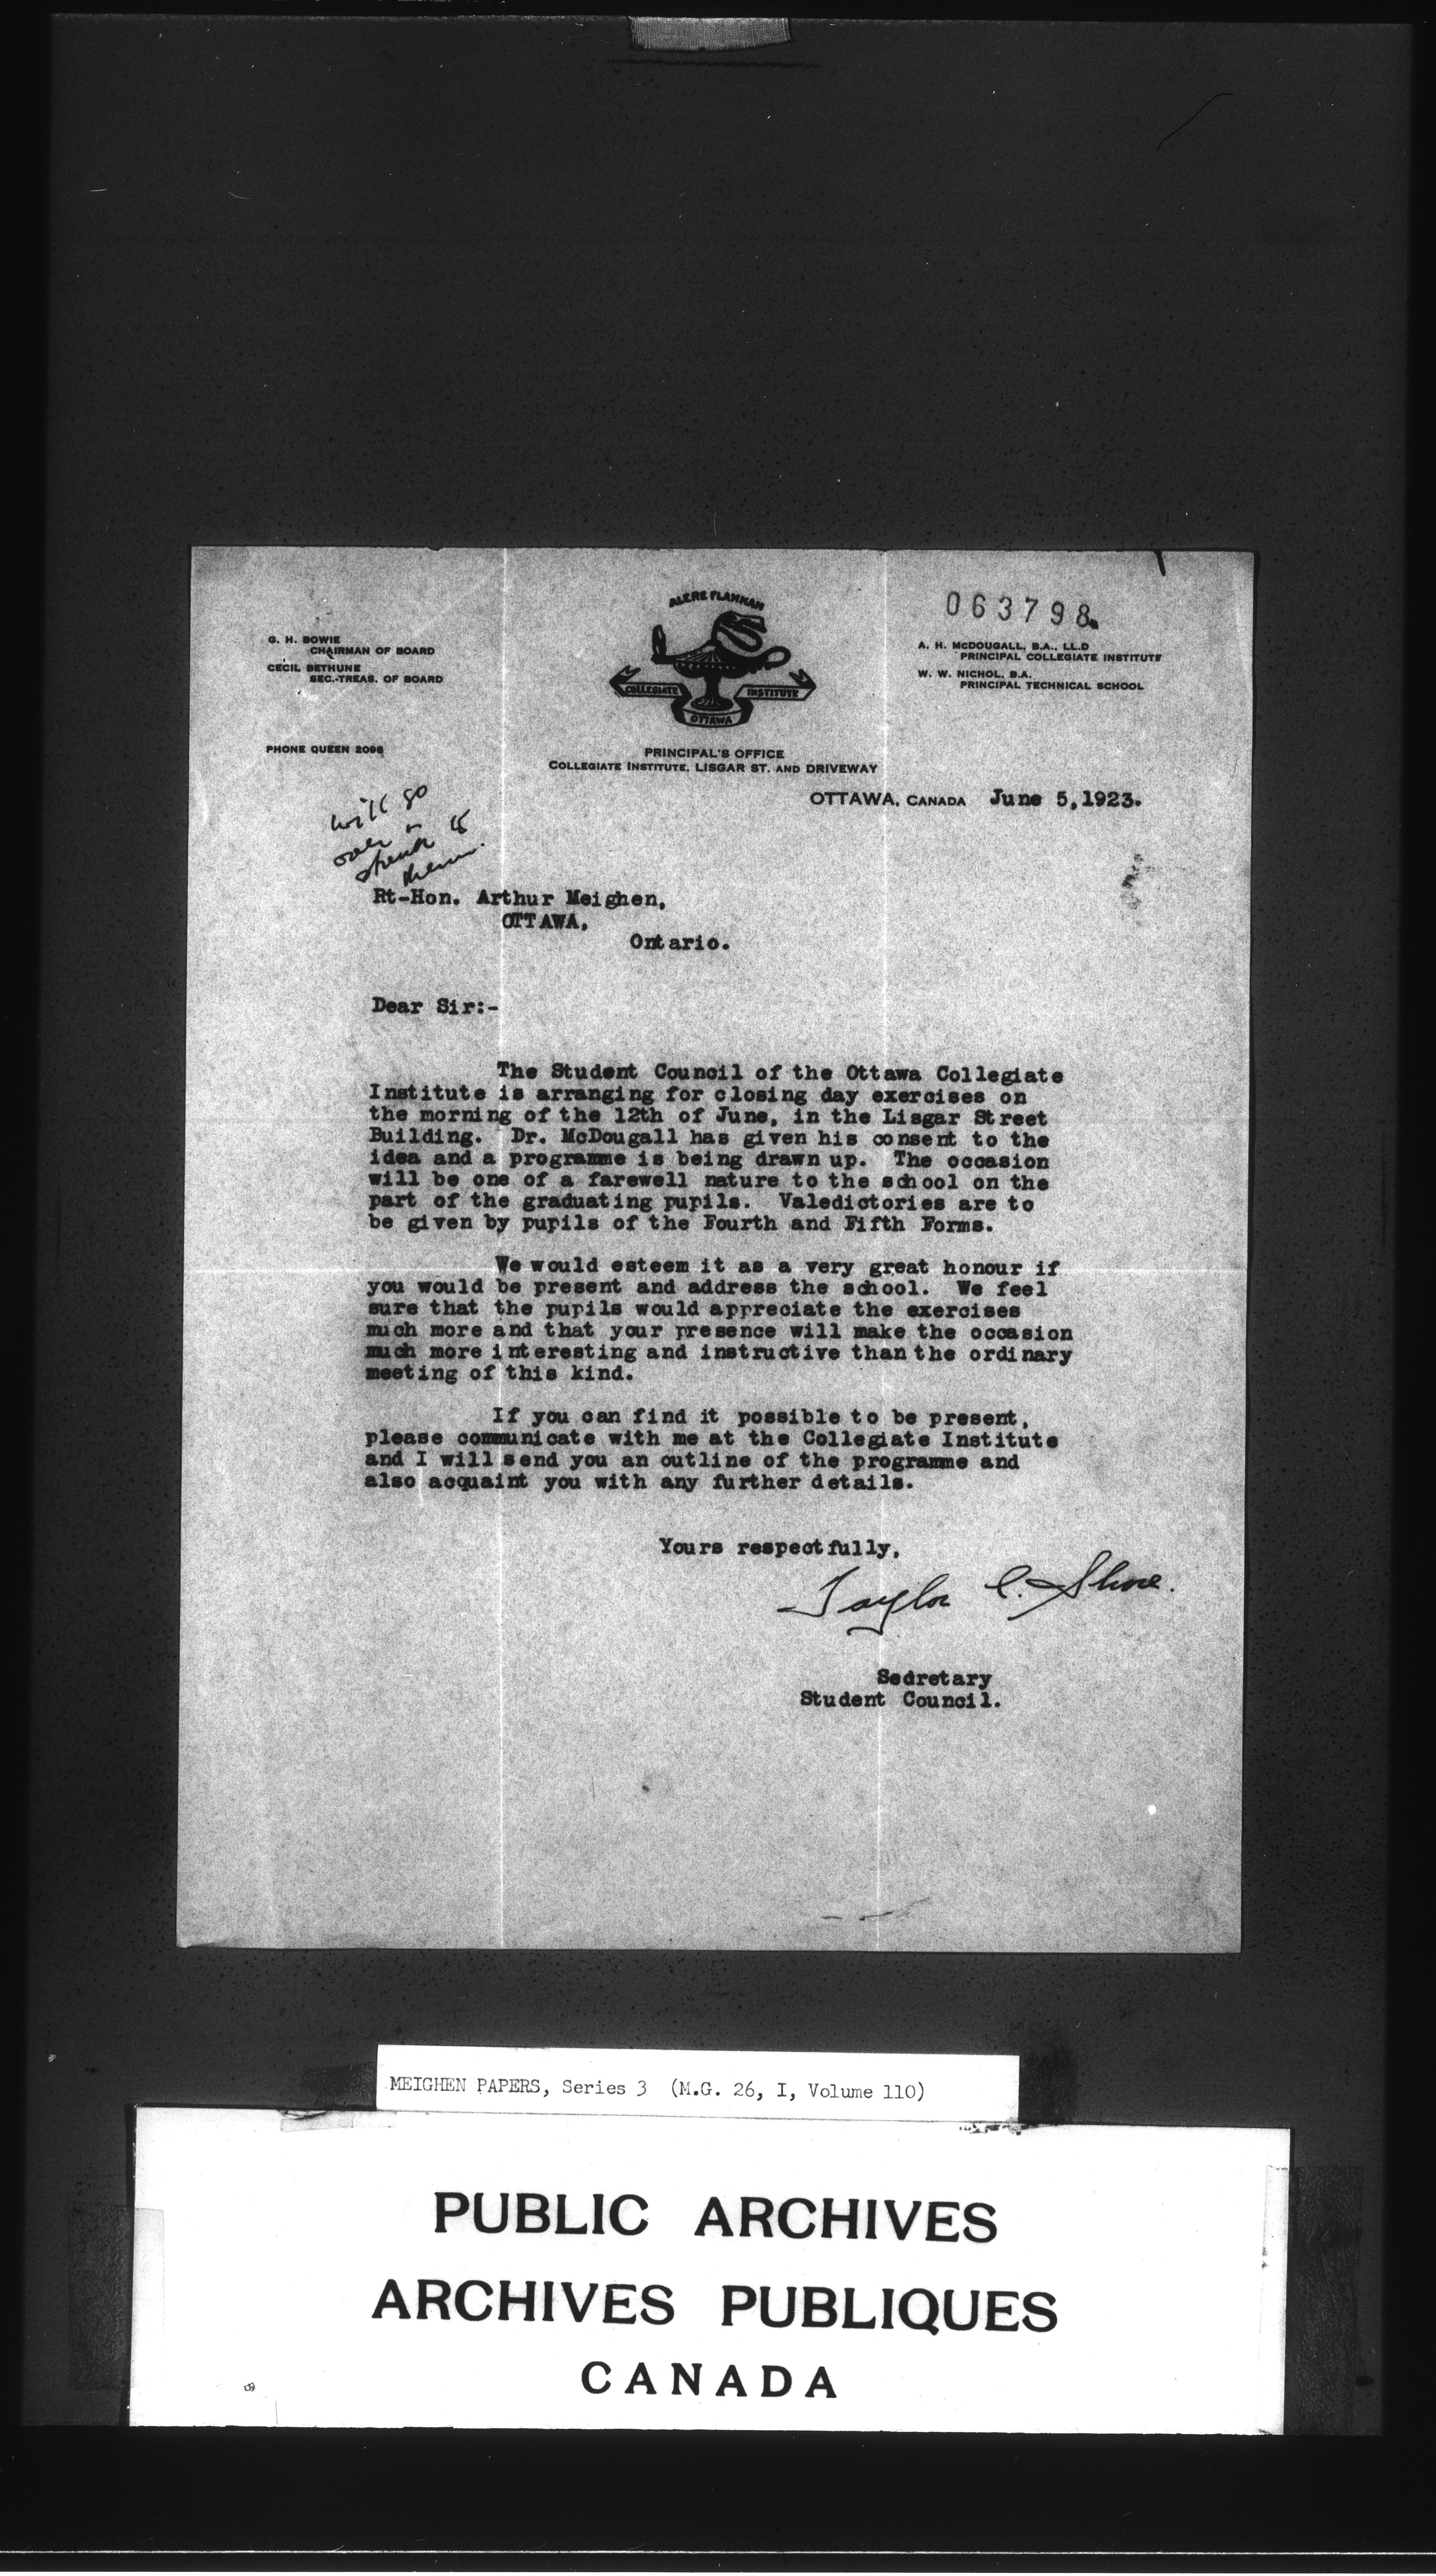 063798
ALERE FLAMMAM
COLLEGIATE INSTITUTE
OTTAWA
G. H. BOWIE
CHAIRMAN OF BOARD
CECIL BETHUNE
SEC.-TREAS. OF BOARD
A. H. McDOUGALL, B.A., LL.D
PRINCIPAL COLLEGIATE INSTITUTE
W. W. NICHOL, B.A.
PRINCIPAL TECHNICAL SCHOOL
PHONE QUEEN 2098
PRINCIPAL'S OFFICE
COLLEGIATE INSTITUTE, LISGAR ST. AND DRIVEWAY
OTTAWA, CANADA June 5,1923.
will go
over
speak to
them.
Rt-Hon. Arthur Meighen,
OTTAWA,
Ontario.
Dear Sir:-
The Student Council of the Ottawa Collegiate
Institute is arranging for closing day exercises on
the morning of the 12th of June, in the Lisgar Street
Building. Dr. McDougall has given his consent to the
idea and a programme is being drawn up. The occasion
will be one of a farewell nature to the school on the
part of the graduating pupils. Valedictories are to
be given by pupils of the Fourth and Fifth Forms.
We would esteem it as a very great honour if
you would be present and address the school. We feel
sure that the pupils would appreciate the exercises
much more and that your presence will make the occasion
much more interesting and instructive than the ordinary
meeting of this kind.
If you can find it possible to be present,
please communicate with me at the Collegiate Institute
and I will send you an outline of the programme and
also acquaint you with any further details.
Yours respectfully,
Taylor C. Shore.
Sedretary
Student Council.
MEIGHEN PAPERS, Series 3 (M.G. 26, I, Volume 110)
PUBLIC ARCHIVES
ARCHIVES PUBLIQUES
CANADA